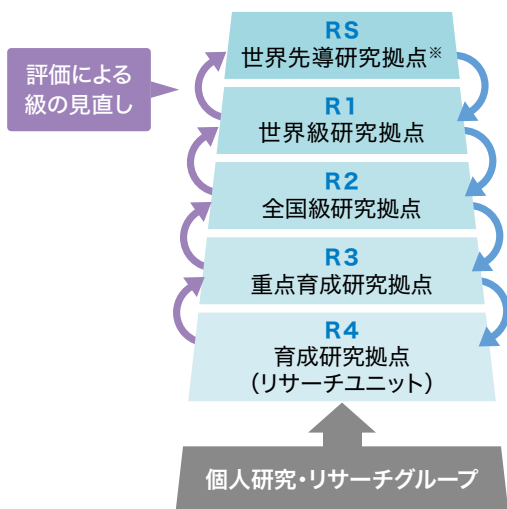 RS
世界先導研究拠点※
評価による
級の見直し
R1
世界級研究拠点
R2
全国級研究拠点
R3
重点育成研究拠点
R4
育成研究拠点
(リサーチユニット)
個人研究・リサーチグループ